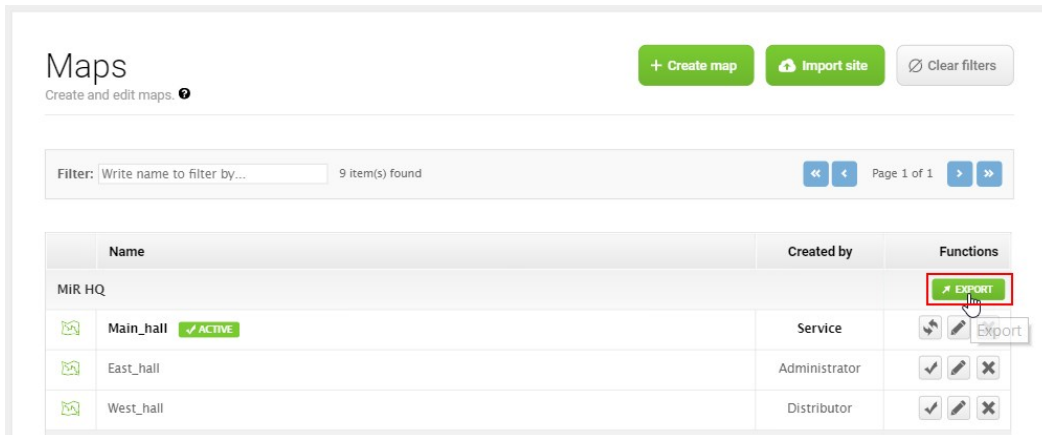 Maps
+ Create map
Import site
Clear filters
Create and edit maps.
Filter: Write name to filter by... 9 item(s) found Page 1 of 1
Name Created by Functions
MiR HQ EXPORT
Main_hall ACTIVE Service
Export
East_hall Administrator
West_hall Distributor